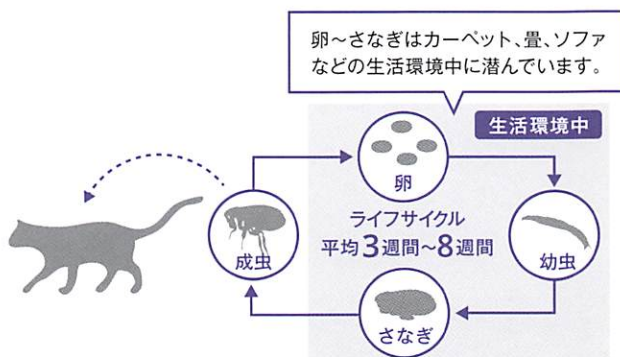 卵～さなぎはカーペット、畳、ソファ
などの生活環境中に潜んでいます。
生活環境中
卵
ライフサイクル
平均3週間～8週間
成虫
幼虫
さなぎ